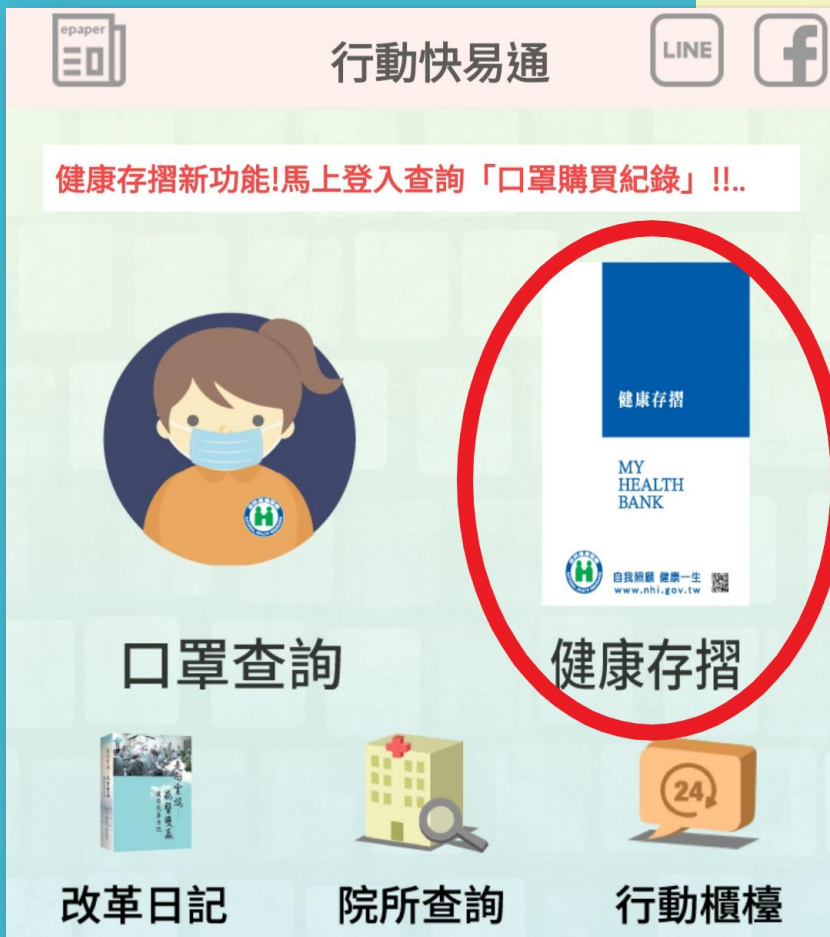 epaper
行動快易通
LINE
f
健康存摺新功能!馬上登入查詢「口罩購買紀錄」!!..
健康存摺
MY
HEALTH
BANK
自我照顧 健康一生
www.nhi.gov.tw
口罩查詢
健康存摺
24
改革日記
院所查詢
行動櫃檯